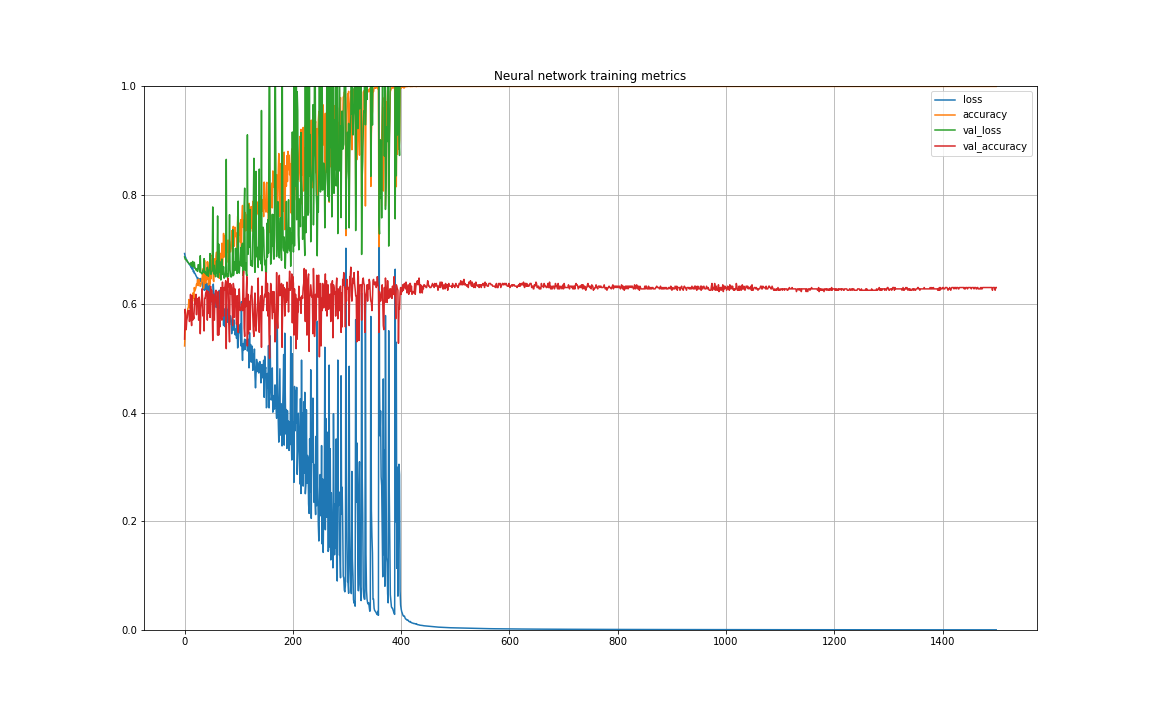 Neural network training metrics
1.0
0.8
0.6
0.4
0.2
0.0
0 200 400 600 800 1000 1200 1400
loss
accuracy
val_loss
val_accuracy